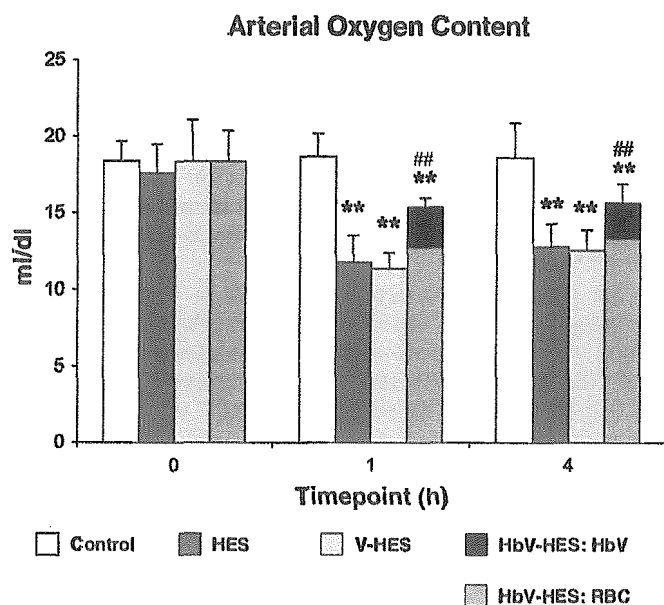 Arterial Oxygen Content
25
20
15
10
5
0
ml/dl
** ** ##
**
** ** ##
**
0 1 4
Timepoint (h)
Control HES V-HES HbV-HES: HbV
HbV-HES: RBC